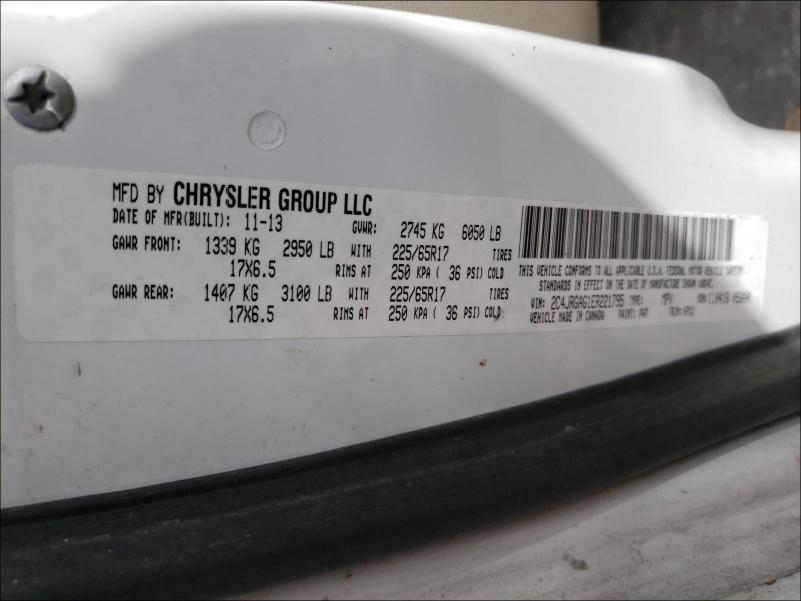 MFD BY CHRYSLER GROUP LLC
DATE OF MFR(BUILT): 11-13 GVWR: 2745 KG 6050 LB
GAWR FRONT: 1339 KG 2950 LB WITH 225/65R17 TIRES
17X6.5 RIMS AT 250 KPA ( 36 PSI) COLD
GAWR REAR: 1407 KG 3100 LB WITH 225/65R17 TIRES
17X6.5 RIMS AT 250 KPA ( 36 PSI) COLD
THIS VEHICLE CONFORMS TO ALL APPLICABLE U.S.A. FEDERAL MOTOR VEHICLE SAFETY
STANDARDS IN EFFECT ON THE DATE OF MANUFACTURE SHOWN ABOVE.
VIN: 2C4JRGAG1ER221795 TYPE: MPV MDH:
VEHICLE MADE IN CANADA PAINT: PW7 TRIM: